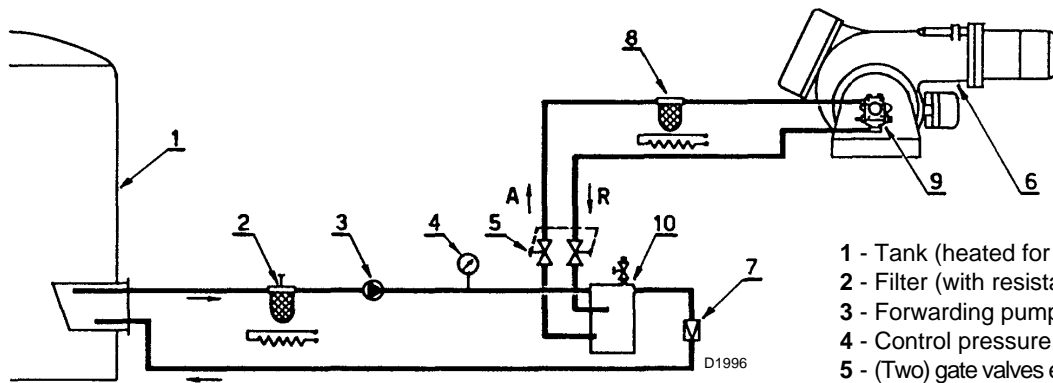 8
1
A
R
9
6
2
3
4
5
10
7
D1996
1 - Tank (heated for
2 - Filter (with resista
3 - Forwarding pump
4 - Control pressure
5 - (Two) gate valves e